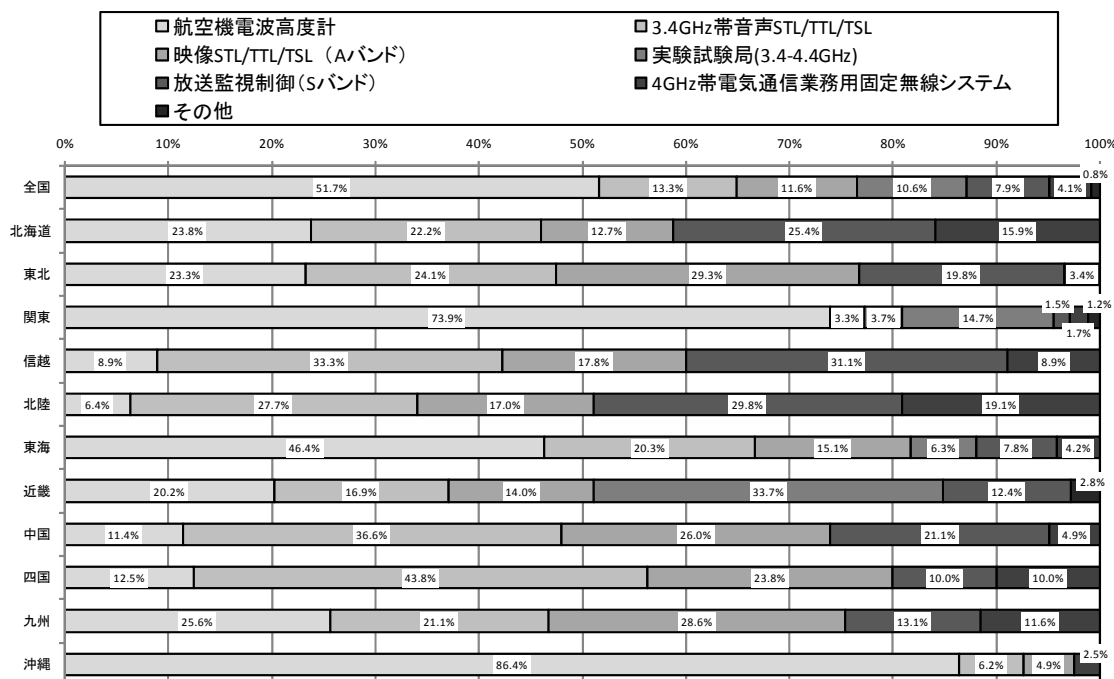 航空機電波高度計 3.4GHz帯音声STL/TTL/TSL
映像STL/TTL/TSL (Aバンド) 実験試験局(3.4-4.4GHz)
放送監視制御(Sバンド) 4GHz帯電気通信業務用固定無線システム
その他
0% 10% 20% 30% 40% 50% 60% 70% 80% 90% 100%
全国 51.7% 13.3% 11.6% 10.6% 7.9% 4.1% 0.8%
北海道 23.8% 22.2% 12.7% 25.4% 15.9%
東北 23.3% 24.1% 29.3% 19.8% 3.4%
関東 73.9% 3.3% 3.7% 14.7% 1.5% 1.7% 1.2%
信越 8.9% 33.3% 17.8% 31.1% 8.9%
北陸 6.4% 27.7% 17.0% 29.8% 19.1%
東海 46.4% 20.3% 15.1% 6.3% 7.8% 4.2%
近畿 20.2% 16.9% 14.0% 33.7% 12.4% 2.8%
中国 11.4% 36.6% 26.0% 21.1% 4.9%
四国 12.5% 43.8% 23.8% 10.0% 10.0%
九州 25.6% 21.1% 28.6% 13.1% 11.6%
沖縄 86.4% 6.2% 4.9% 2.5%